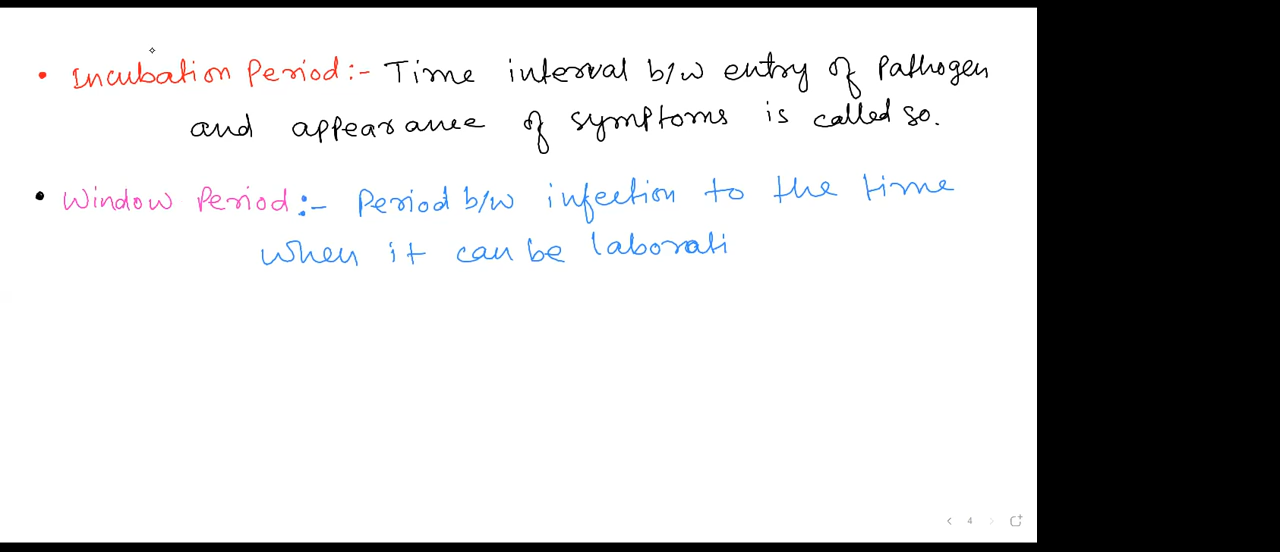 • Incubation Period:- Time interval b/w entry of Pathogen
and appearance of symptoms is called so.
• Window Period:- Period b/w infection to the time
when it can be laborati
< 4 >